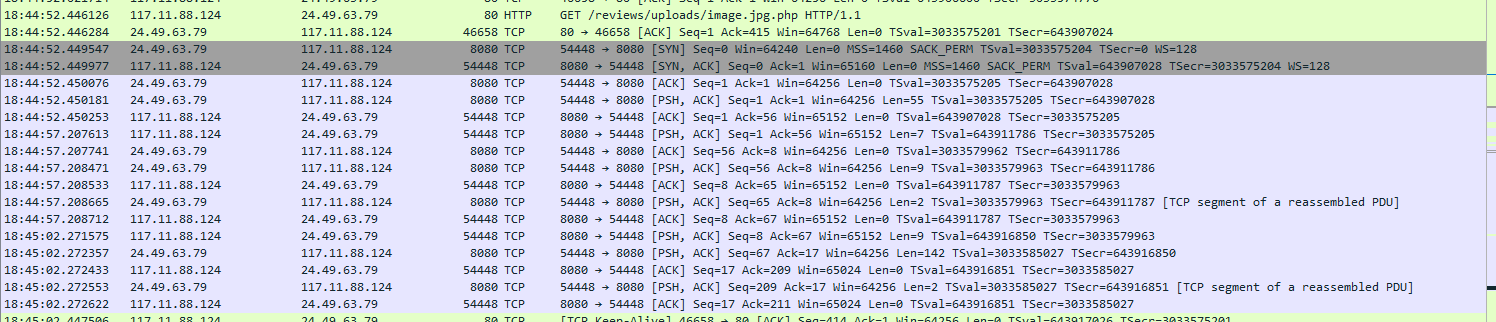 18:44:52.446126 117.11.88.124 24.49.63.79 80 HTTP GET /reviews/uploads/image.jpg.php HTTP/1.1
18:44:52.446284 24.49.63.79 117.11.88.124 46658 TCP 80 → 46658 [ACK] Seq=1 Ack=415 Win=64768 Len=0 TSval=3033575201 TSecr=643907024
18:44:52.449547 24.49.63.79 117.11.88.124 8080 TCP 54448 → 8080 [SYN] Seq=0 Win=64240 Len=0 MSS=1460 SACK_PERM TSval=3033575204 TSecr=0 WS=128
18:44:52.449977 117.11.88.124 24.49.63.79 54448 TCP 8080 → 54448 [SYN, ACK] Seq=0 Ack=1 Win=65160 Len=0 MSS=1460 SACK_PERM TSval=643907028 TSecr=3033575204 WS=128
18:44:52.450076 24.49.63.79 117.11.88.124 8080 TCP 54448 → 8080 [ACK] Seq=1 Ack=1 Win=64256 Len=0 TSval=3033575205 TSecr=643907028
18:44:52.450181 24.49.63.79 117.11.88.124 8080 TCP 54448 → 8080 [PSH, ACK] Seq=1 Ack=1 Win=64256 Len=55 TSval=3033575205 TSecr=643907028
18:44:52.450253 117.11.88.124 24.49.63.79 54448 TCP 8080 → 54448 [ACK] Seq=1 Ack=56 Win=65152 Len=0 TSval=643907028 TSecr=3033575205
18:44:57.207613 117.11.88.124 24.49.63.79 54448 TCP 8080 → 54448 [PSH, ACK] Seq=1 Ack=56 Win=65152 Len=7 TSval=643911786 TSecr=3033575205
18:44:57.207741 24.49.63.79 117.11.88.124 8080 TCP 54448 → 8080 [ACK] Seq=56 Ack=8 Win=64256 Len=0 TSval=3033579962 TSecr=643911786
18:44:57.208471 24.49.63.79 117.11.88.124 8080 TCP 54448 → 8080 [PSH, ACK] Seq=56 Ack=8 Win=64256 Len=9 TSval=3033579963 TSecr=643911786
18:44:57.208533 117.11.88.124 24.49.63.79 54448 TCP 8080 → 54448 [ACK] Seq=8 Ack=65 Win=65152 Len=0 TSval=643911787 TSecr=3033579963
18:44:57.208665 24.49.63.79 117.11.88.124 8080 TCP 54448 → 8080 [PSH, ACK] Seq=65 Ack=8 Win=64256 Len=2 TSval=3033579963 TSecr=643911787 [TCP segment of a reassembled PDU]
18:44:57.208712 117.11.88.124 24.49.63.79 54448 TCP 8080 → 54448 [ACK] Seq=8 Ack=67 Win=65152 Len=0 TSval=643911787 TSecr=3033579963
18:45:02.271575 117.11.88.124 24.49.63.79 54448 TCP 8080 → 54448 [PSH, ACK] Seq=8 Ack=67 Win=65152 Len=9 TSval=643916850 TSecr=3033579963
18:45:02.272357 24.49.63.79 117.11.88.124 8080 TCP 54448 → 8080 [PSH, ACK] Seq=67 Ack=17 Win=64256 Len=142 TSval=3033585027 TSecr=643916850
18:45:02.272433 117.11.88.124 24.49.63.79 54448 TCP 8080 → 54448 [ACK] Seq=17 Ack=209 Win=65024 Len=0 TSval=643916851 TSecr=3033585027
18:45:02.272553 24.49.63.79 117.11.88.124 8080 TCP 54448 → 8080 [PSH, ACK] Seq=209 Ack=17 Win=64256 Len=2 TSval=3033585027 TSecr=643916851 [TCP segment of a reassembled PDU]
18:45:02.272622 117.11.88.124 24.49.63.79 54448 TCP 8080 → 54448 [ACK] Seq=17 Ack=211 Win=65024 Len=0 TSval=643916851 TSecr=3033585027
18:45:02.447506 117.11.88.124 24.49.63.79 80 TCP [TCP Keep-Alive] 46658 → 80 [ACK] Seq=414 Ack=1 Win=64256 Len=0 TSval=643917026 TSecr=3033575201